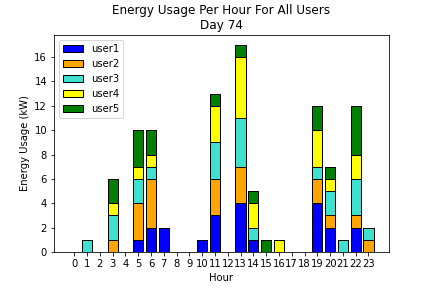 Energy Usage Per Hour For All Users
Day 74
user1
user2
user3
user4
user5
Energy Usage (kW)
16
14
12
10
8
6
4
2
0
0 1 2 3 4 5 6 7 8 9 10 11 12 13 14 15 16 17 18 19 20 21 22 23
Hour